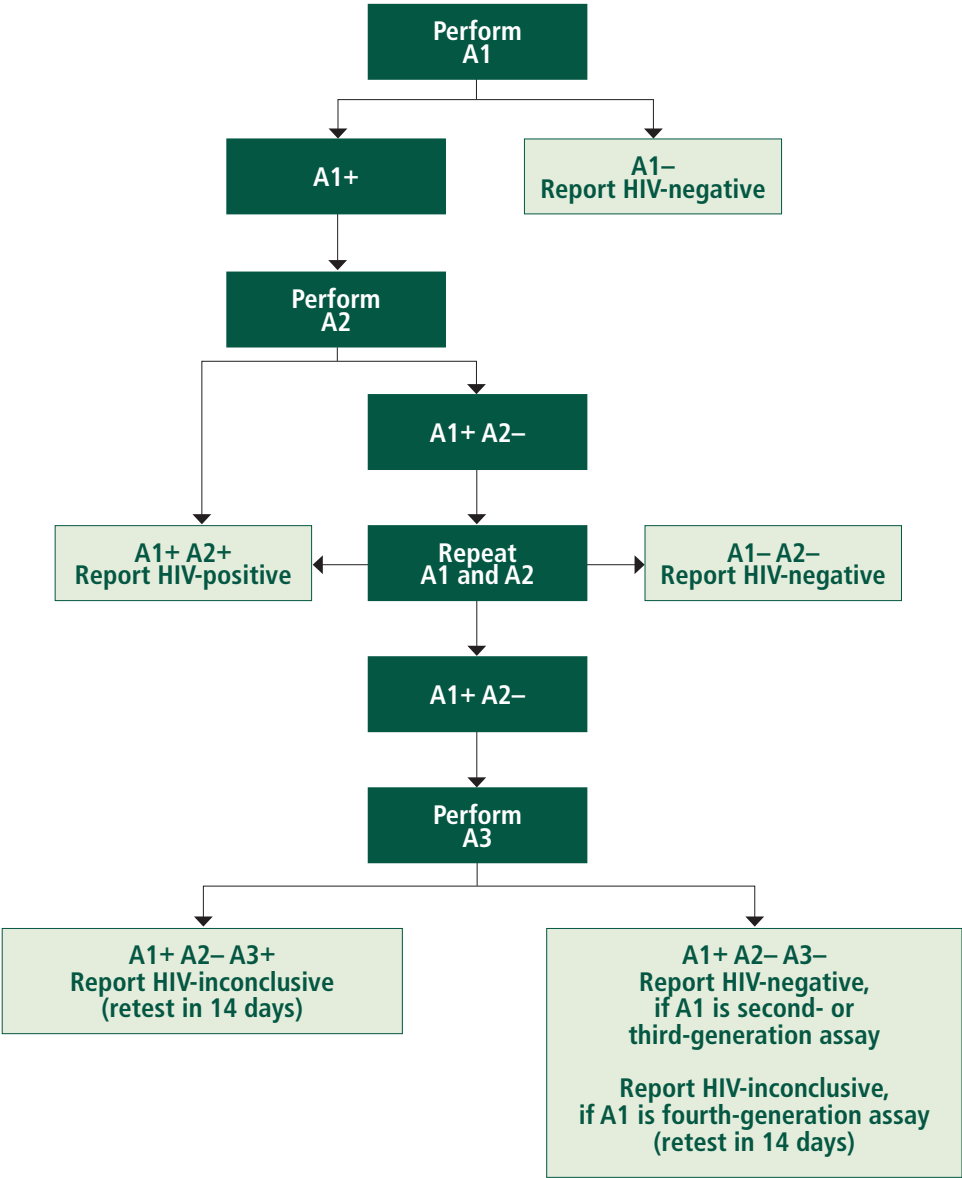 Perform
A1
A1+
A1–
Report HIV-negative
Perform
A2
A1+ A2–
A1+ A2+
Report HIV-positive
Repeat
A1 and A2
A1– A2–
Report HIV-negative
A1+ A2–
Perform
A3
A1+ A2– A3+
Report HIV-inconclusive
(retest in 14 days)
A1+ A2– A3–
Report HIV-negative,
if A1 is second- or
third-generation assay
Report HIV-inconclusive,
if A1 is fourth-generation assay
(retest in 14 days)